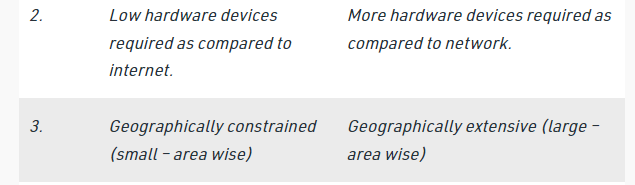 2. Low hardware devices More hardware devices required as
required as compared to compared to network.
internet.
3. Geographically constrained Geographically extensive (large –
(small – area wise) area wise)